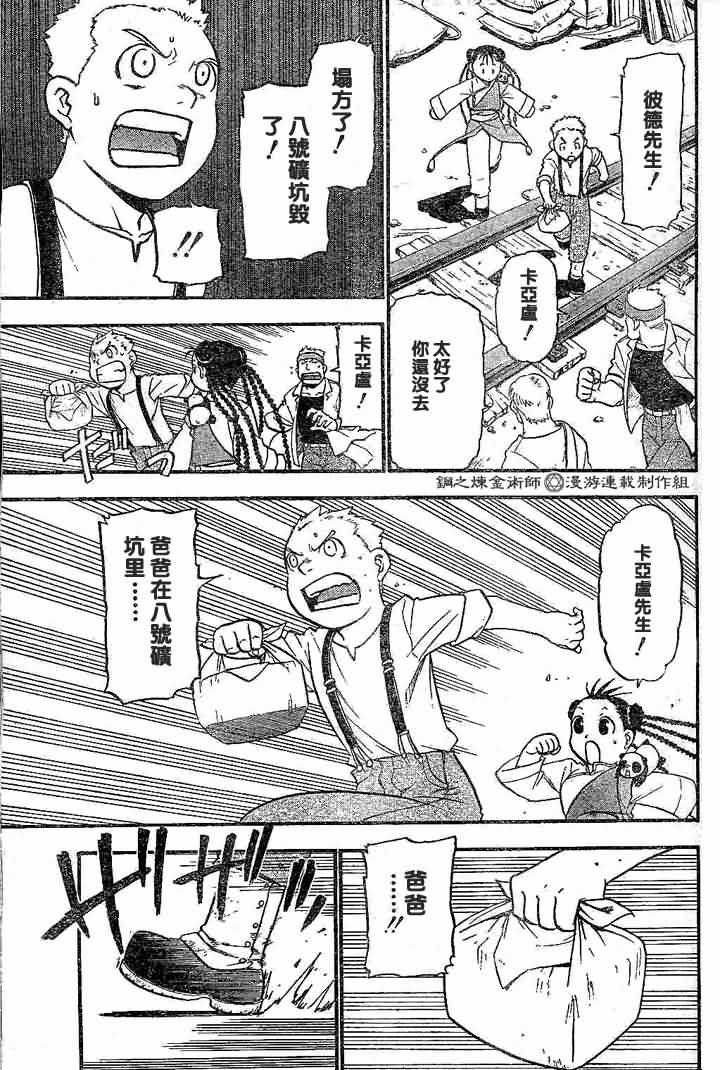 彼德先生！
卡亞盧！
太好了
你還沒去
塌方了！
八號礦坑毀
了！
！！
卡亞盧！
鋼之煉金術師 漫游連載制作組
卡亞盧先生！
爸爸在八號礦
坑里……
爸爸
……！！